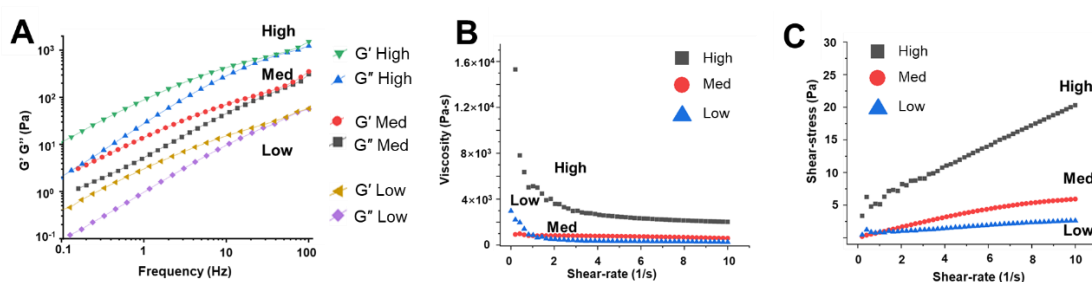 A
G' G'' (Pa)
10³
10²
10¹
10⁰
10⁻¹
0.1
1
10
100
Frequency (Hz)
High
Med
Low
G' High
G″ High
G' Med
G″ Med
G' Low
G″ Low
B
Viscosity (Pa-s)
1.6×10⁴
1.2×10⁴
8×10³
4×10³
0
0
2
4
6
8
10
Shear-rate (1/s)
High
Med
Low
High
Low
Med
C
Shear-stress (Pa)
30
25
20
15
10
5
0
2
4
6
8
10
Shear-rate (1/s)
High
Med
Low
High
Med
Low